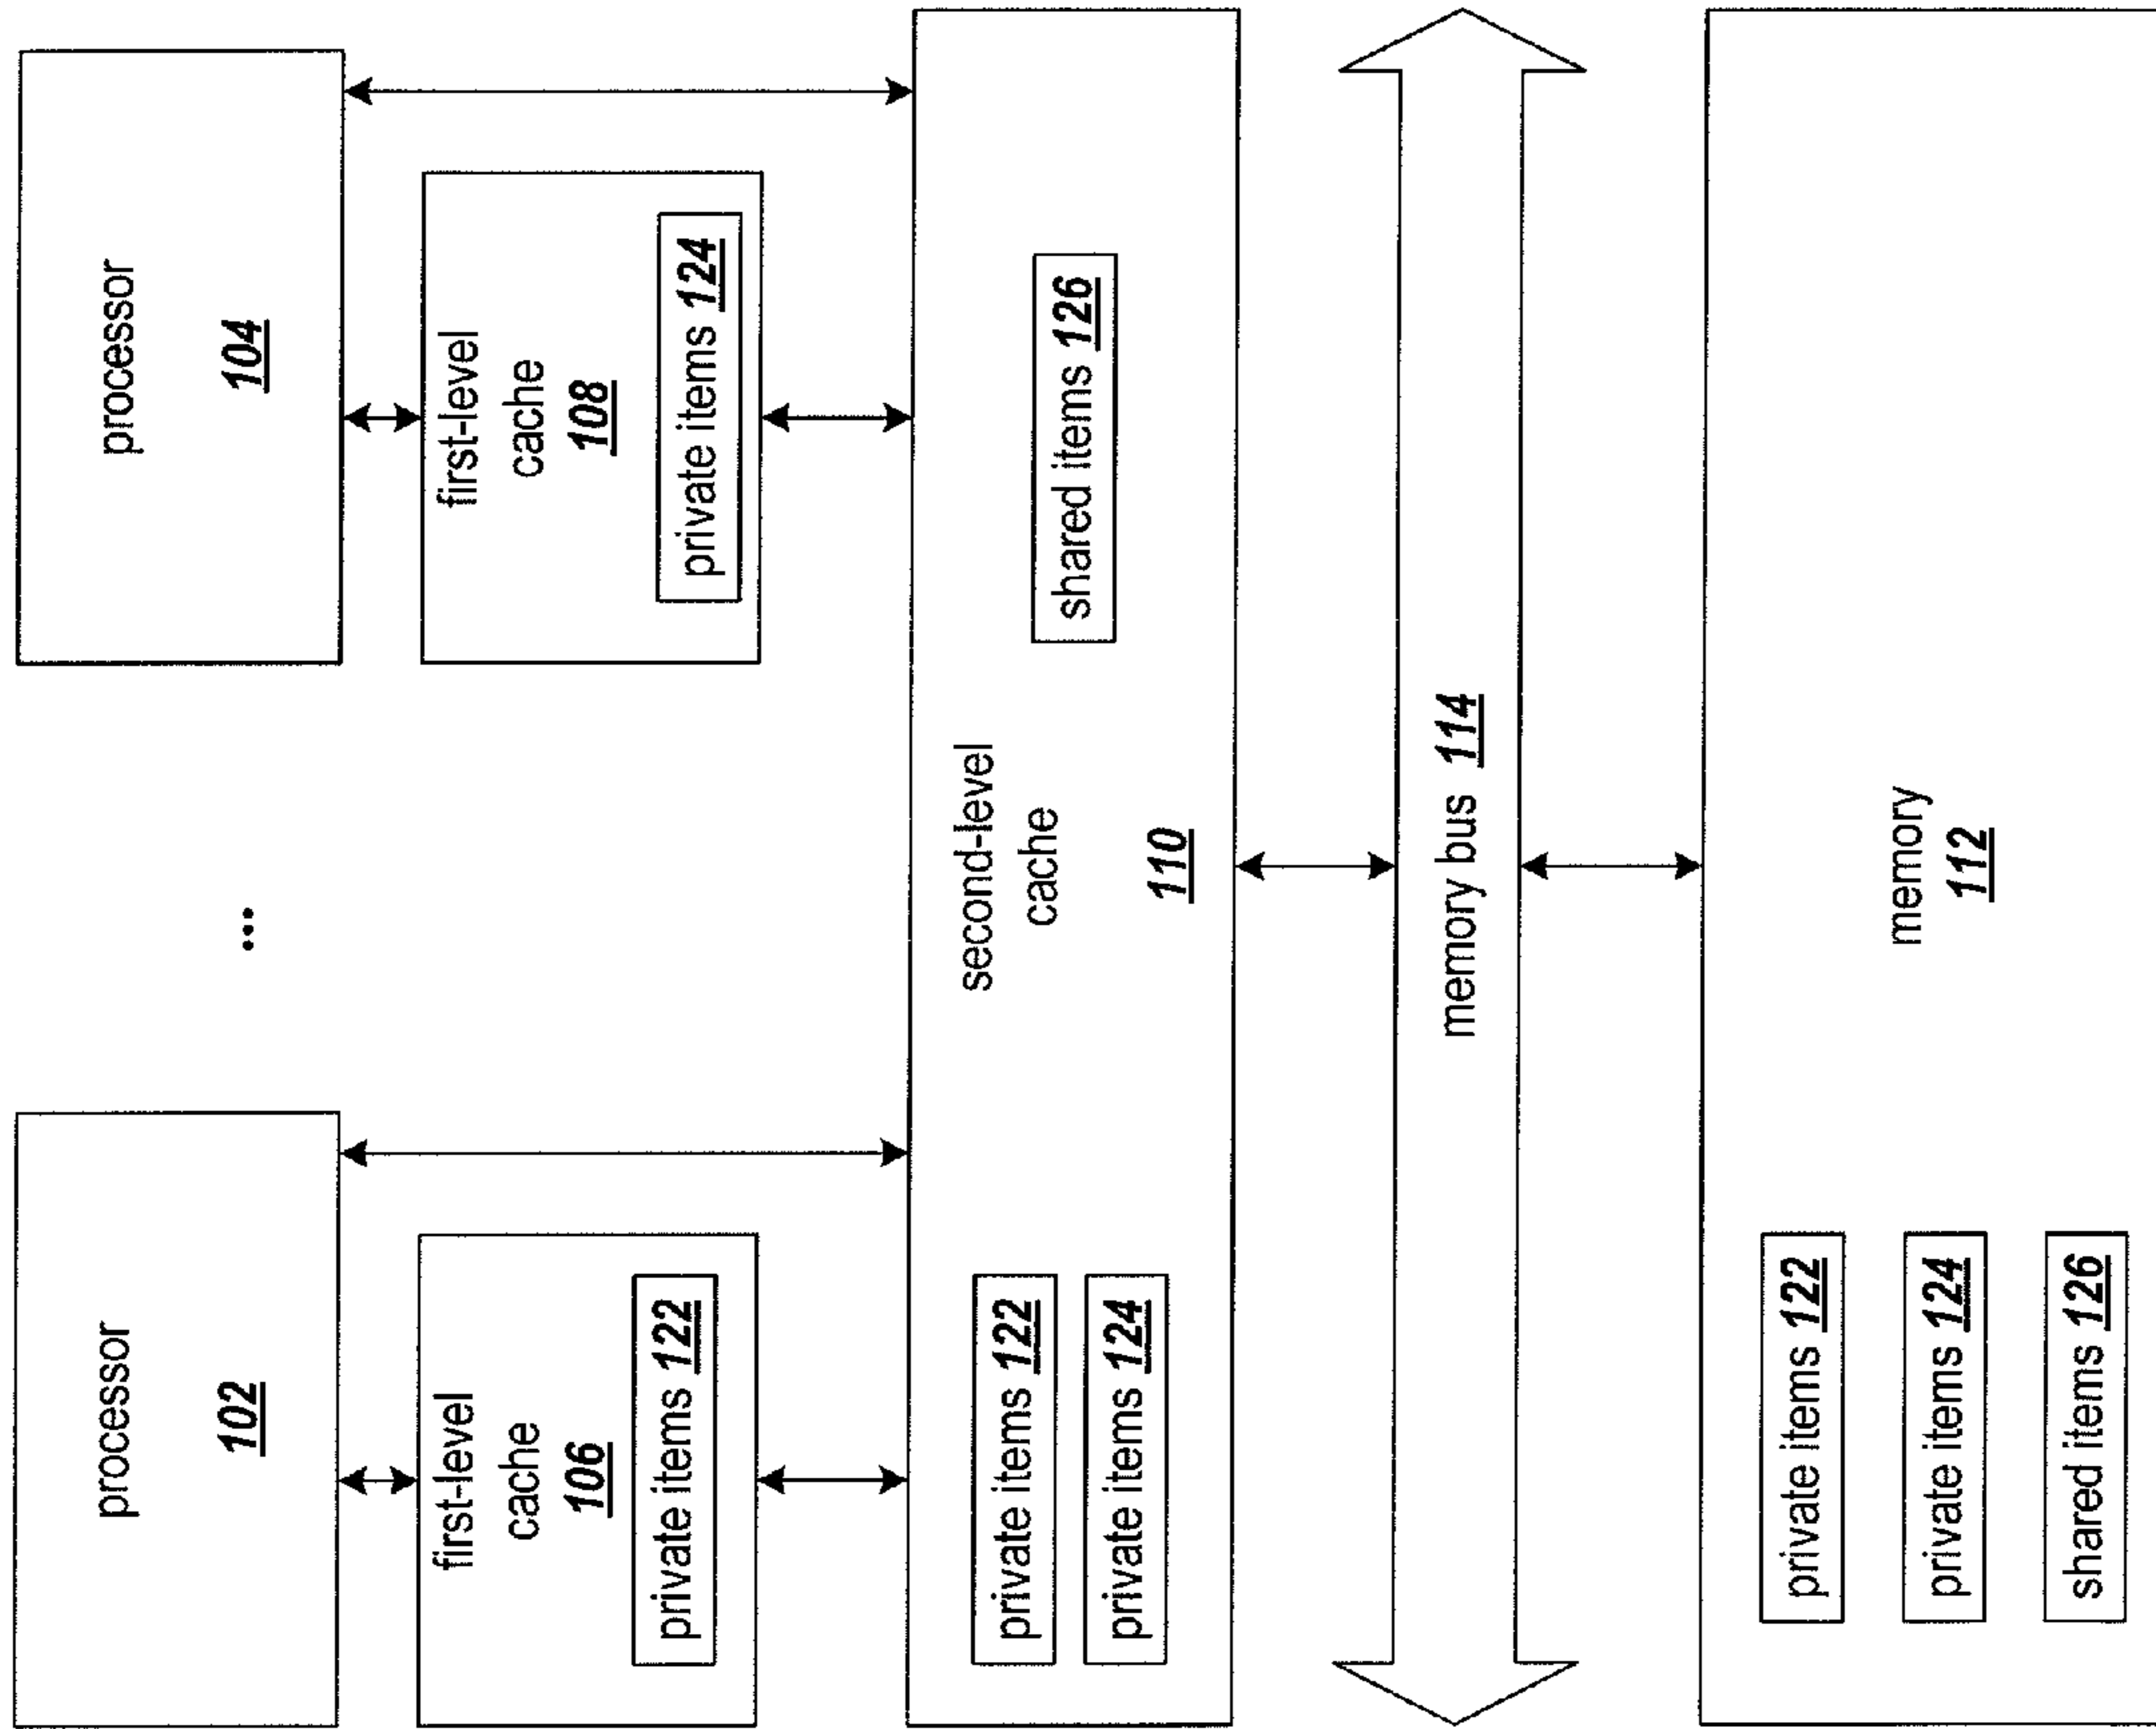 processor
102
...
processor
104
first-level
cache
106
private items 122
first-level
cache
108
private items 124
second-level
cache
110
private items 122
private items 124
shared items 126
memory bus 114
memory
112
private items 122
private items 124
shared items 126